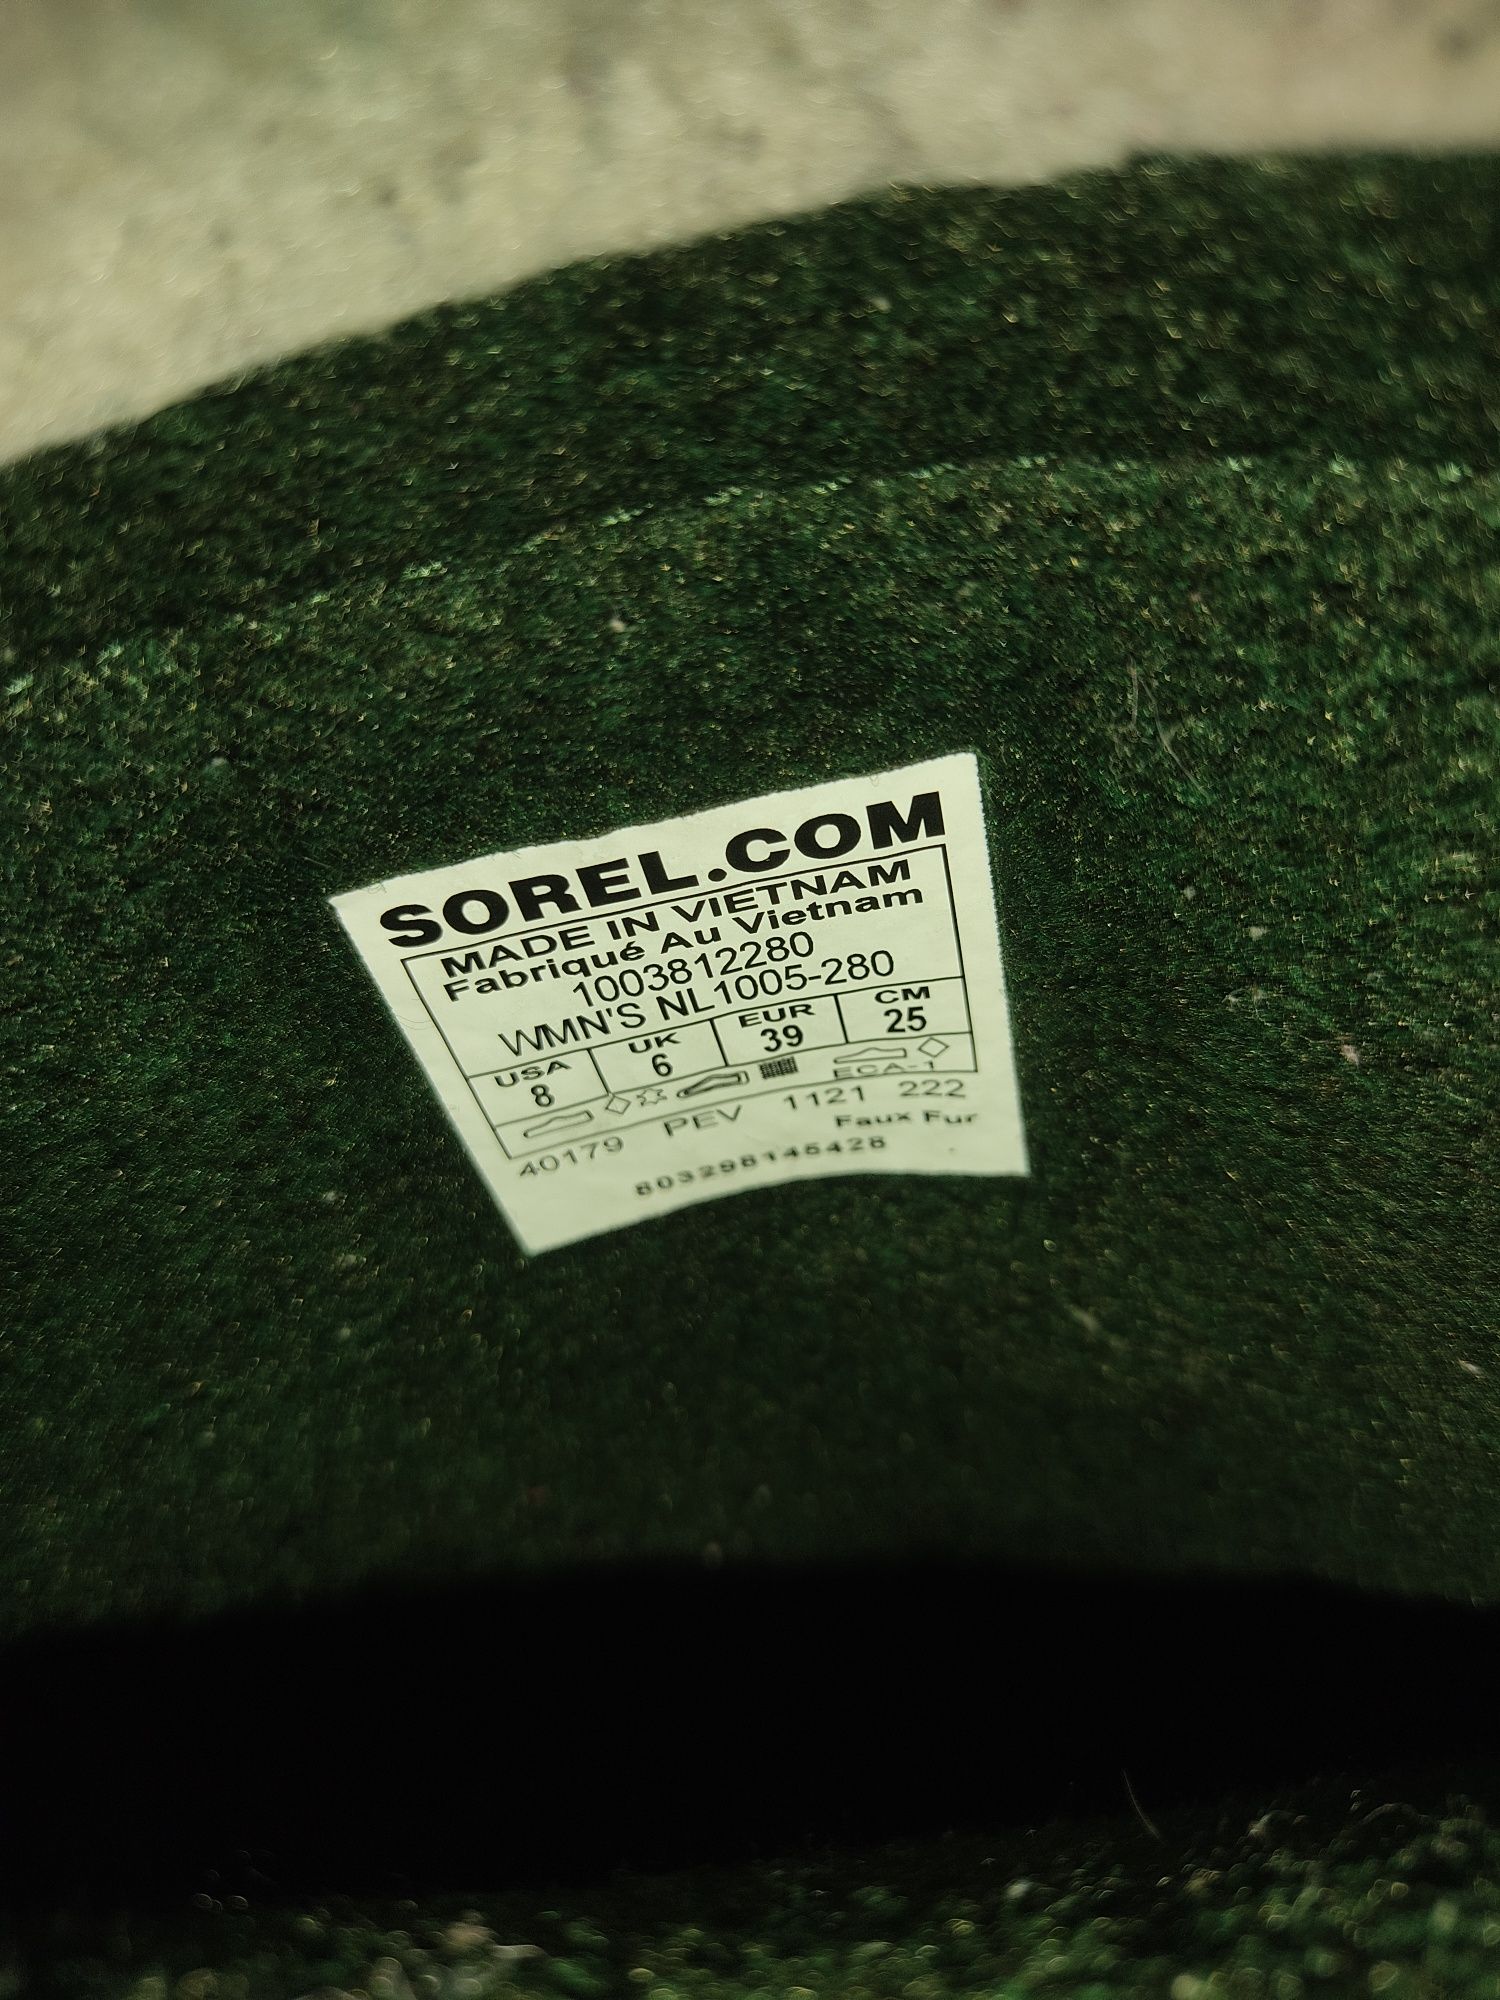 SOREL.COM
MADE IN VIETNAM
Fabriqué Au Vietnam
1003812280
WMN'S NL1005-280
USA UK EUR CM
8 6 39 25
ECA-1
40179 PEV 1121 222
Faux Fur
803298145428